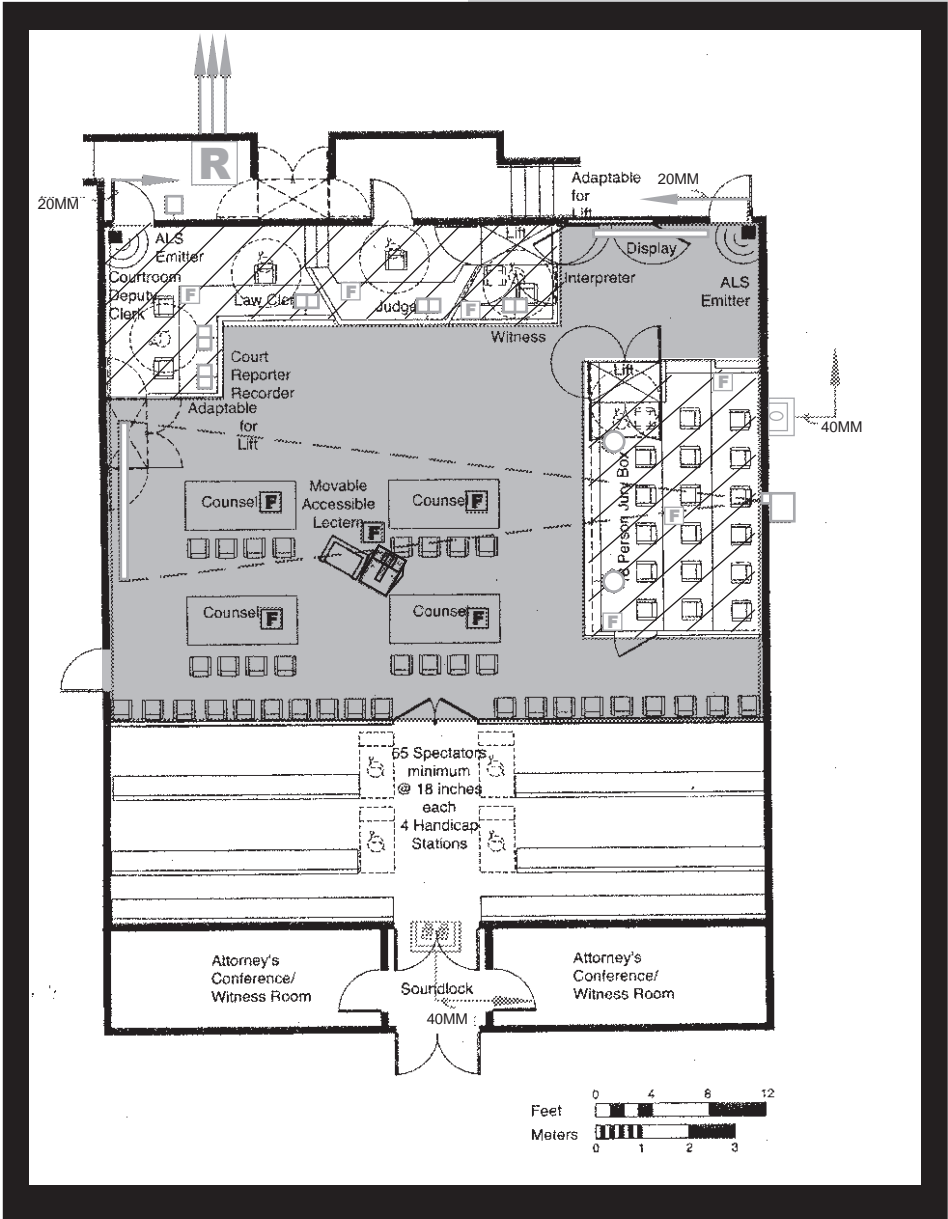 R
20MM
Adaptable
for
Lift
20MM
ALS
Emitter
Lift
Display
Courtroom
Deputy
Clerk
F
Law Cler
F
Judge
F
Interpreter
ALS
Emitter
Witness
Court
Reporter
Recorder
Lift
F
Adaptable
for
Lift
40MM
Counsel
F
Movable
Accessible
Lectern
F
Counsel
F
Person Jury Box
F
Counsel
F
Counsel
F
F
65 Spectators
minimum
@ 18 inches
each
4 Handicap
Stations
Attorney's
Conference/
Witness Room
Soundlock
40MM
Attorney's
Conference/
Witness Room
0 4 8 12
Feet
Meters
0 1 2 3